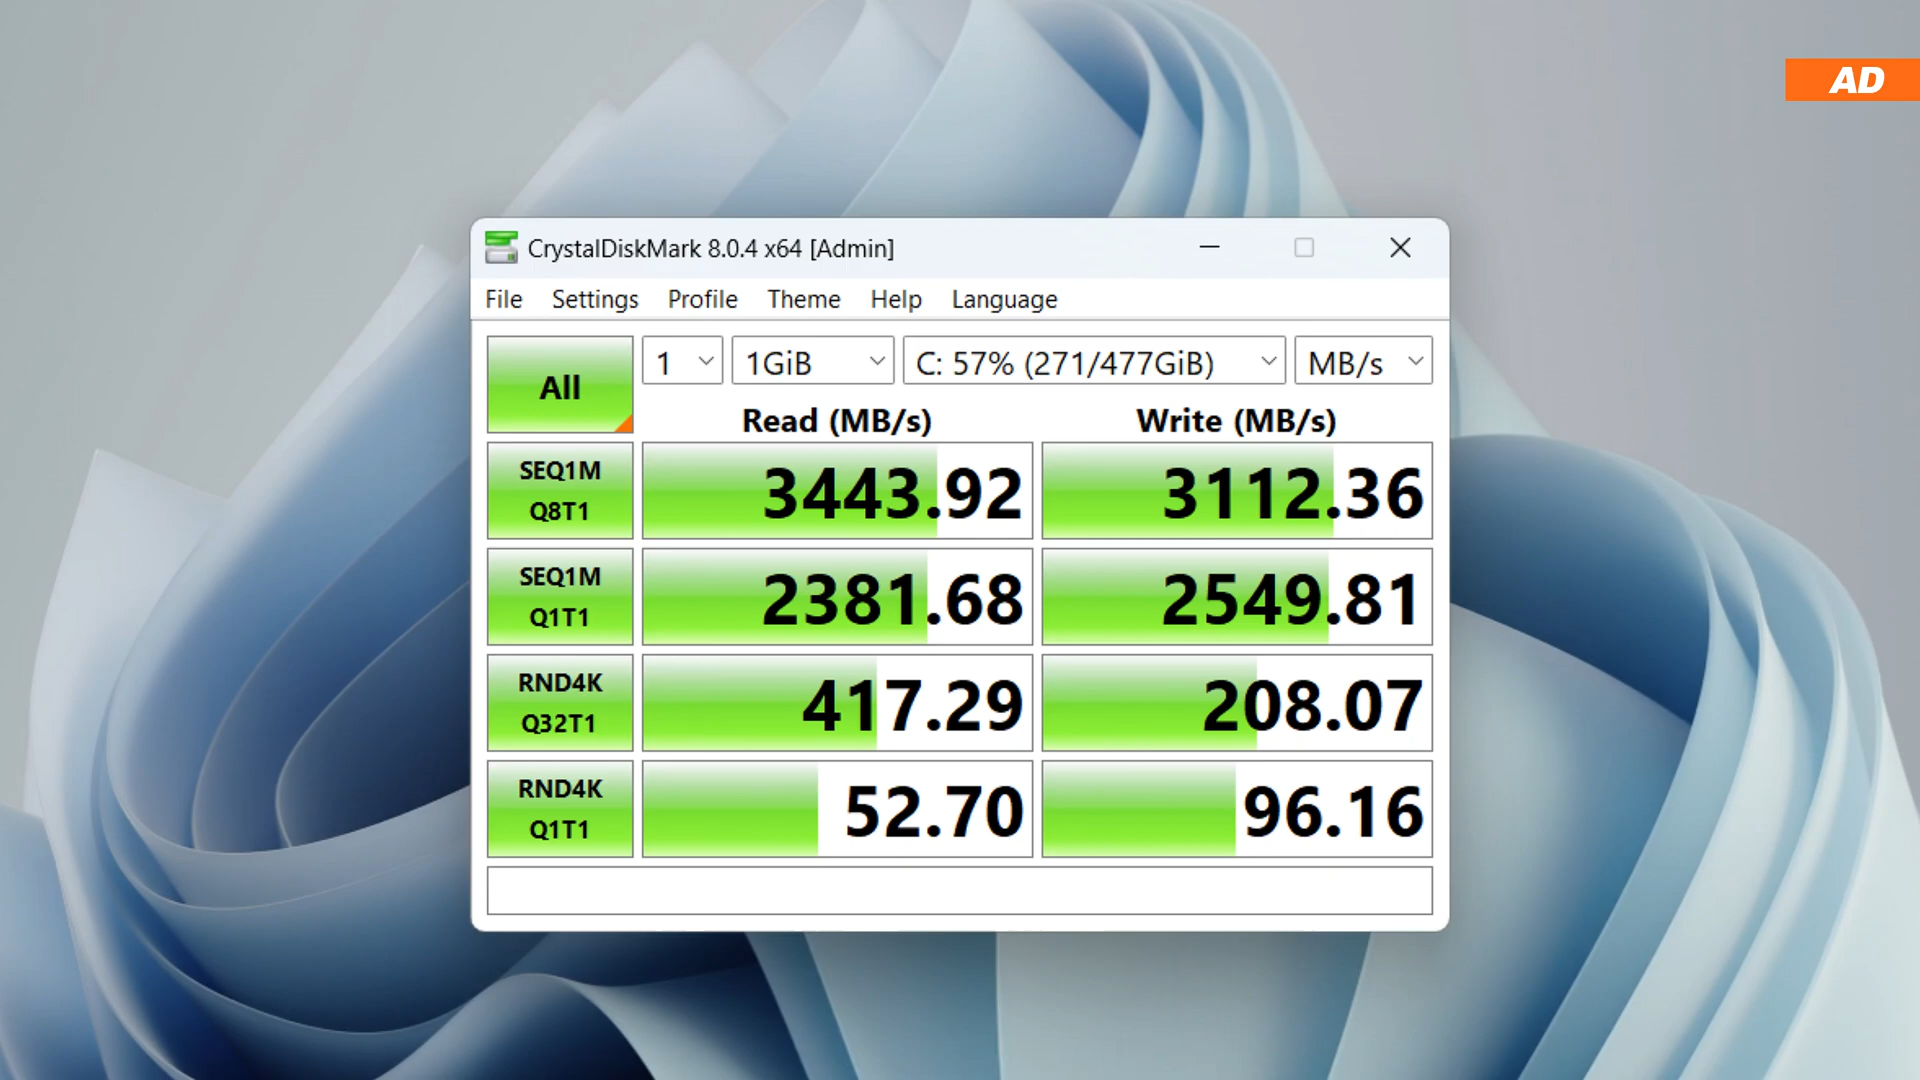 AD
CrystalDiskMark 8.0.4 x64 [Admin]
File Settings Profile Theme Help Language
All 1 1GiB C: 57% (271/477GiB) MB/s
Read (MB/s) Write (MB/s)
SEQ1M
Q8T1
3443.92 3112.36
SEQ1M
Q1T1
2381.68 2549.81
RND4K
Q32T1
417.29 208.07
RND4K
Q1T1
52.70 96.16